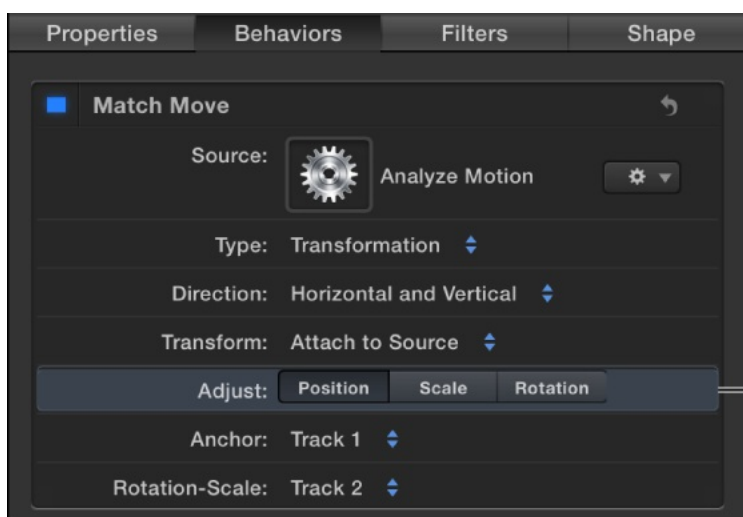 Properties Behaviors Filters Shape
Match Move
Source: Analyze Motion
Type: Transformation
Direction: Horizontal and Vertical
Transform: Attach to Source
Adjust: Position Scale Rotation
Anchor: Track 1
Rotation-Scale: Track 2